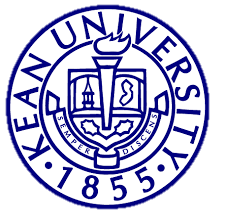 KEAN UNIVERSITY
SEMPER DISCENS
· 1855 ·